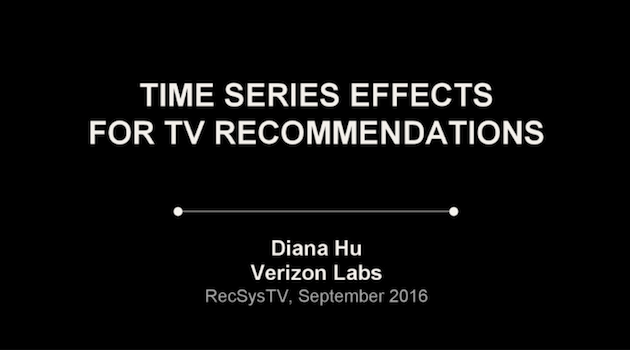 TIME SERIES EFFECTS
FOR TV RECOMMENDATIONS
Diana Hu
Verizon Labs
RecSysTV, September 2016